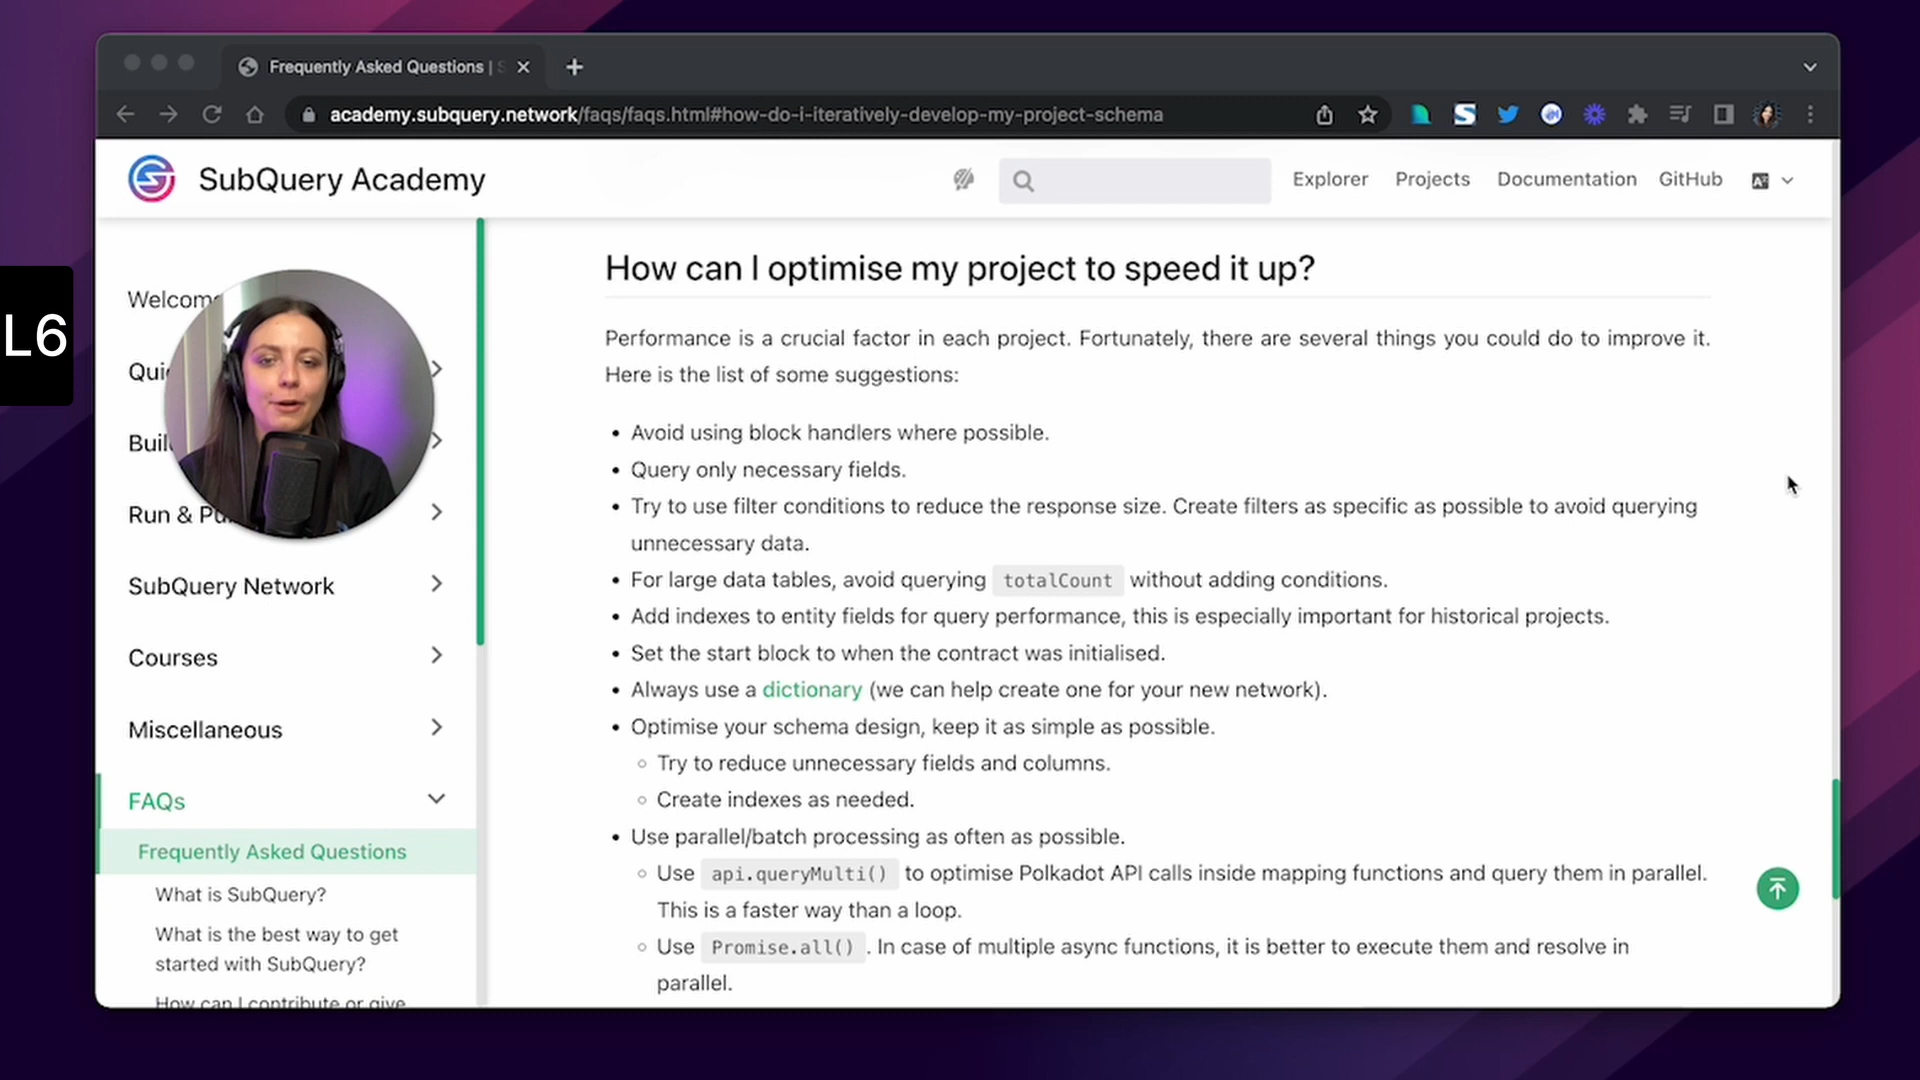 Frequently Asked Questions |
academy.subquery.network/faqs/faqs.html#how-do-i-iteratively-develop-my-project-schema
SubQuery Academy
Explorer
Projects
Documentation
GitHub
L6
Welcome
Quic
Buil
Run & Pu
SubQuery Network
Courses
Miscellaneous
FAQs
Frequently Asked Questions
What is SubQuery?
What is the best way to get
started with SubQuery?
How can I contribute or give
How can I optimise my project to speed it up?
Performance is a crucial factor in each project. Fortunately, there are several things you could do to improve it.
Here is the list of some suggestions:
• Avoid using block handlers where possible.
• Query only necessary fields.
• Try to use filter conditions to reduce the response size. Create filters as specific as possible to avoid querying
unnecessary data.
• For large data tables, avoid querying totalCount without adding conditions.
• Add indexes to entity fields for query performance, this is especially important for historical projects.
• Set the start block to when the contract was initialised.
• Always use a dictionary (we can help create one for your new network).
• Optimise your schema design, keep it as simple as possible.
◦ Try to reduce unnecessary fields and columns.
◦ Create indexes as needed.
• Use parallel/batch processing as often as possible.
◦ Use api.queryMulti() to optimise Polkadot API calls inside mapping functions and query them in parallel.
This is a faster way than a loop.
◦ Use Promise.all() . In case of multiple async functions, it is better to execute them and resolve in
parallel.